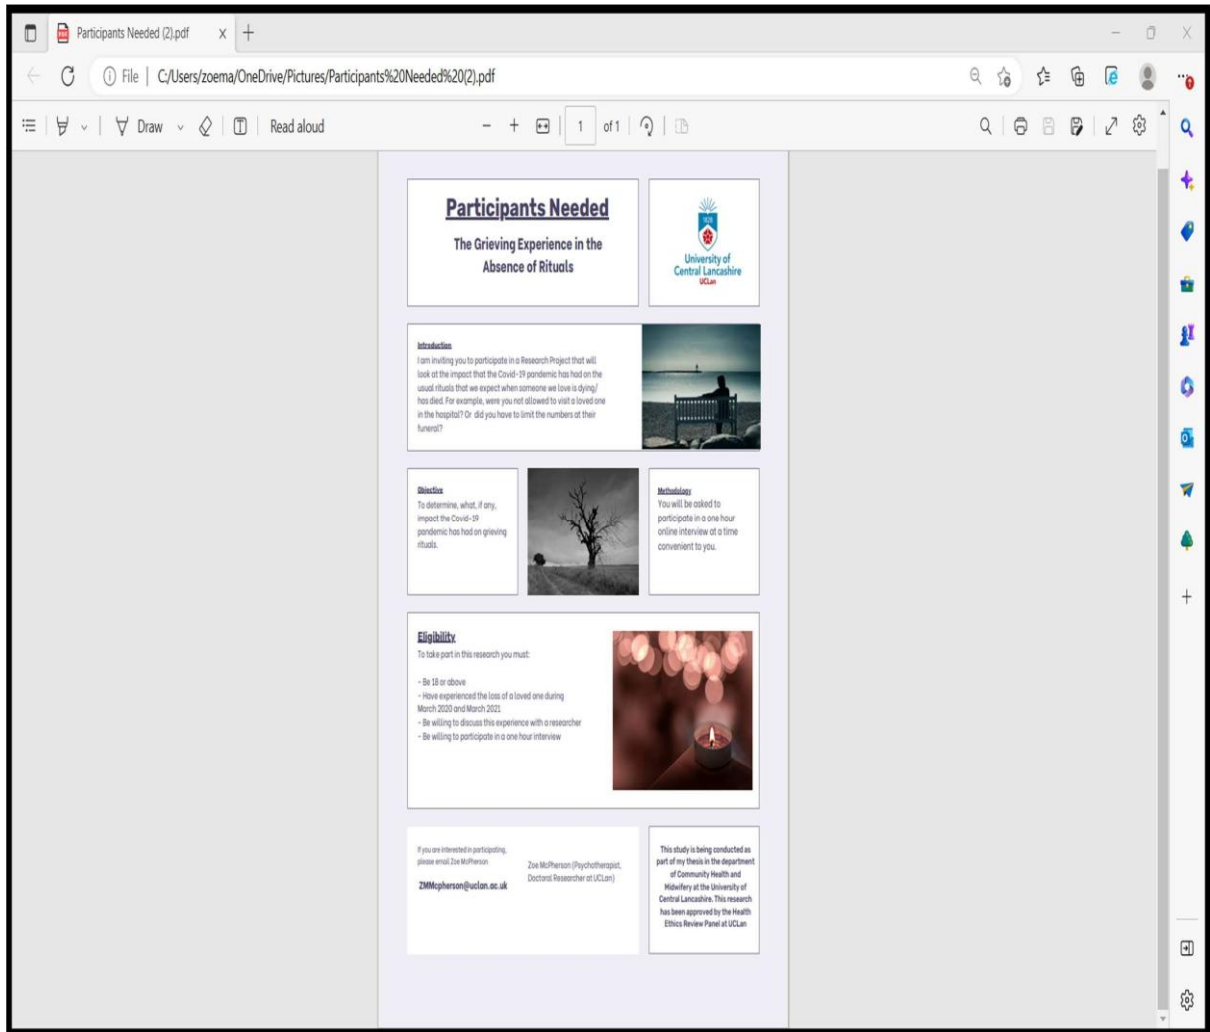 Participants Needed (2).pdf
File
C:/Users/zoema/OneDrive/Pictures/Participants%20Needed%20(2).pdf
Draw
Read aloud
1
of 1
Participants Needed
The Grieving Experience in the
Absence of Rituals
1828
University of
Central Lancashire
UCLan
Introduction
I am inviting you to participate in a Research Project that will
look at the impact that the Covid-19 pandemic has had on the
usual rituals that we expect when someone we love is dying/
has died. For example, were you not allowed to visit a loved one
in the hospital? Or did you have to limit the numbers at their
funeral?
Objective
To determine, what, if any,
impact the Covid-19
pandemic has had on grieving
rituals.
Methodology
You will be asked to
participate in a one hour
online interview at a time
convenient to you.
Eligibility
To take part in this research you must:
- Be 18 or above
- Have experienced the loss of a loved one during
March 2020 and March 2021
- Be willing to discuss this experience with a researcher
- Be willing to participate in a one hour interview
If you are interested in participating,
please email Zoe McPherson
ZMMcpherson@uclan.ac.uk
Zoe McPherson (Psychotherapist,
Doctoral Researcher at UCLan)
This study is being conducted as
part of my thesis in the department
of Community Health and
Midwifery at the University of
Central Lancashire. This research
has been approved by the Health
Ethics Review Panel at UCLan